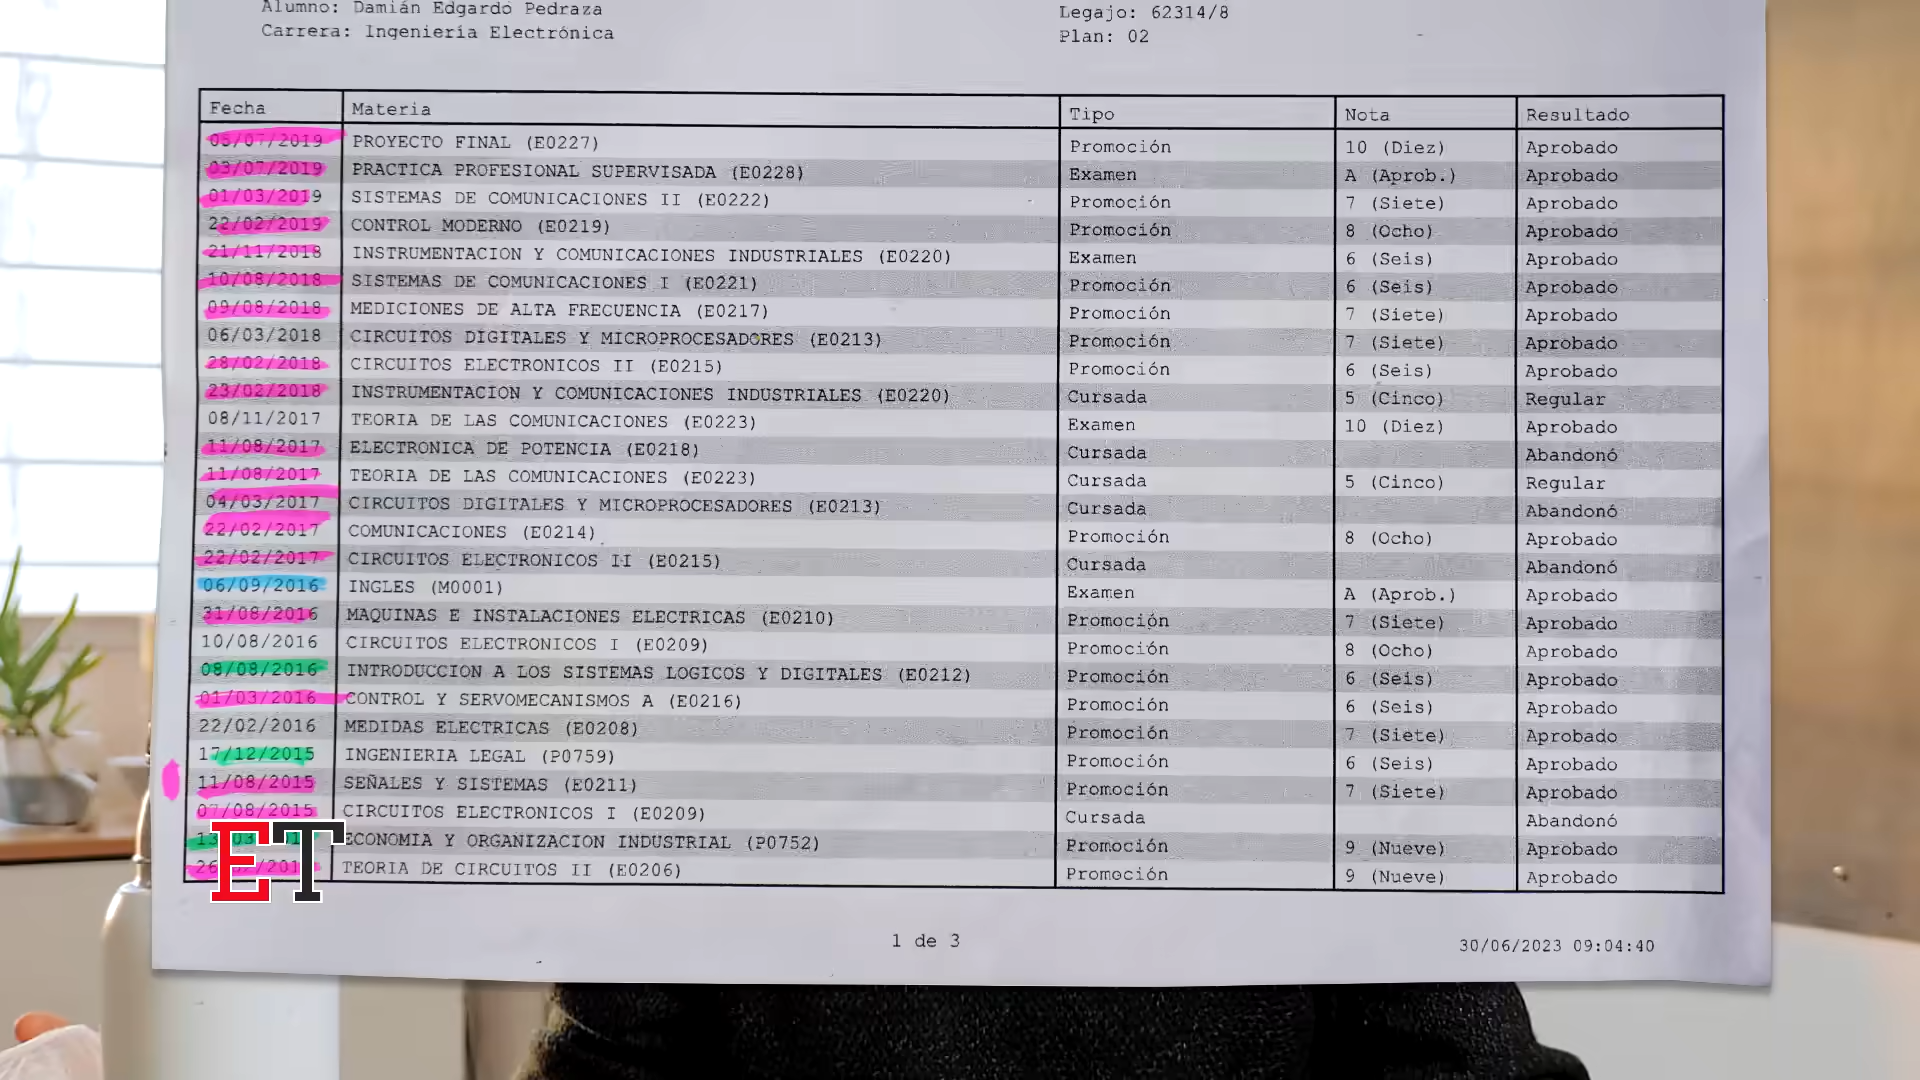 Alumno: Damián Edgardo Pedraza
Carrera: Ingeniería Electrónica
Legajo: 62314/8
Plan: 02
Fecha Materia Tipo Nota Resultado
05/07/2019 PROYECTO FINAL (E0227) Promoción 10 (Diez) Aprobado
03/07/2019 PRACTICA PROFESIONAL SUPERVISADA (E0228) Examen A (Aprob.) Aprobado
01/03/2019 SISTEMAS DE COMUNICACIONES II (E0222) Promoción 7 (Siete) Aprobado
22/02/2019 CONTROL MODERNO (E0219) Promoción 8 (Ocho) Aprobado
21/11/2018 INSTRUMENTACION Y COMUNICACIONES INDUSTRIALES (E0220) Examen 6 (Seis) Aprobado
10/08/2018 SISTEMAS DE COMUNICACIONES I (E0221) Promoción 6 (Seis) Aprobado
09/08/2018 MEDICIONES DE ALTA FRECUENCIA (E0217) Promoción 7 (Siete) Aprobado
06/03/2018 CIRCUITOS DIGITALES Y MICROPROCESADORES (E0213) Promoción 7 (Siete) Aprobado
28/02/2018 CIRCUITOS ELECTRONICOS II (E0215) Promoción 6 (Seis) Aprobado
23/02/2018 INSTRUMENTACION Y COMUNICACIONES INDUSTRIALES (E0220) Cursada 5 (Cinco) Regular
08/11/2017 TEORIA DE LAS COMUNICACIONES (E0223) Examen 10 (Diez) Aprobado
11/08/2017 ELECTRONICA DE POTENCIA (E0218) Cursada Abandonó
11/08/2017 TEORIA DE LAS COMUNICACIONES (E0223) Cursada 5 (Cinco) Regular
04/03/2017 CIRCUITOS DIGITALES Y MICROPROCESADORES (E0213) Cursada Abandonó
22/02/2017 COMUNICACIONES (E0214) Promoción 8 (Ocho) Aprobado
22/02/2017 CIRCUITOS ELECTRONICOS II (E0215) Cursada Abandonó
06/09/2016 INGLES (M0001) Examen A (Aprob.) Aprobado
31/08/2016 MAQUINAS E INSTALACIONES ELECTRICAS (E0210) Promoción 7 (Siete) Aprobado
10/08/2016 CIRCUITOS ELECTRONICOS I (E0209) Promoción 8 (Ocho) Aprobado
08/08/2016 INTRODUCCION A LOS SISTEMAS LOGICOS Y DIGITALES (E0212) Promoción 6 (Seis) Aprobado
01/03/2016 CONTROL Y SERVOMECANISMOS A (E0216) Promoción 6 (Seis) Aprobado
22/02/2016 MEDIDAS ELECTRICAS (E0208) Promoción 7 (Siete) Aprobado
17/12/2015 INGENIERIA LEGAL (P0759) Promoción 6 (Seis) Aprobado
11/08/2015 SEÑALES Y SISTEMAS (E0211) Promoción 7 (Siete) Aprobado
07/08/2015 CIRCUITOS ELECTRONICOS I (E0209) Cursada Abandonó
ECONOMIA Y ORGANIZACION INDUSTRIAL (P0752) Promoción 9 (Nueve) Aprobado
TEORIA DE CIRCUITOS II (E0206) Promoción 9 (Nueve) Aprobado
ET
1 de 3
30/06/2023 09:04:40